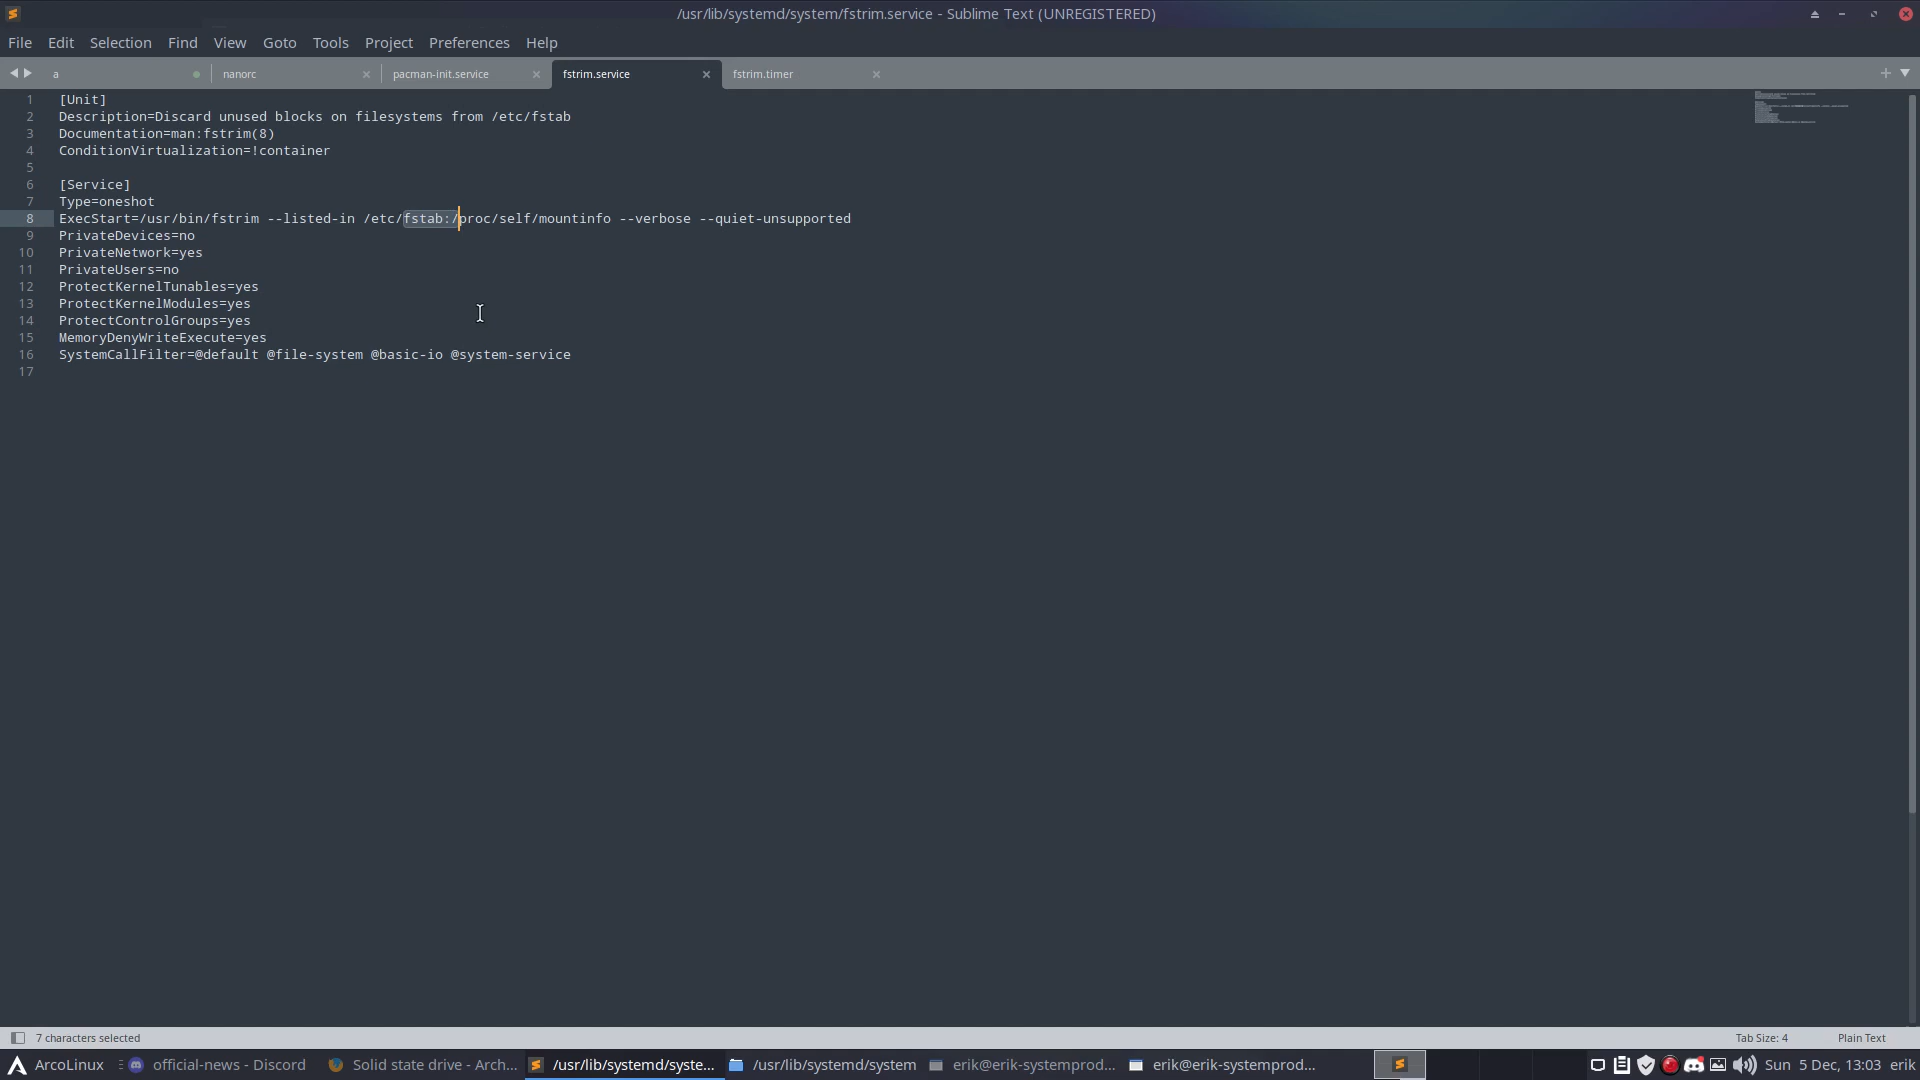 /usr/lib/systemd/system/fstrim.service - Sublime Text (UNREGISTERED)
File Edit Selection Find View Goto Tools Project Preferences Help
a nanorc pacman-init.service fstrim.service fstrim.timer
1 [Unit]
2 Description=Discard unused blocks on filesystems from /etc/fstab
3 Documentation=man:fstrim(8)
4 ConditionVirtualization=!container
5
6 [Service]
7 Type=oneshot
8 ExecStart=/usr/bin/fstrim --listed-in /etc/fstab:/proc/self/mountinfo --verbose --quiet-unsupported
9 PrivateDevices=no
10 PrivateNetwork=yes
11 PrivateUsers=no
12 ProtectKernelTunables=yes
13 ProtectKernelModules=yes
14 ProtectControlGroups=yes
15 MemoryDenyWriteExecute=yes
16 SystemCallFilter=@default @file-system @basic-io @system-service
17
7 characters selected Tab Size: 4 Plain Text
ArcoLinux official-news - Discord Solid state drive - Arch... /usr/lib/systemd/syste... /usr/lib/systemd/system erik@erik-systemprod... erik@erik-systemprod... Sun 5 Dec, 13:03 erik